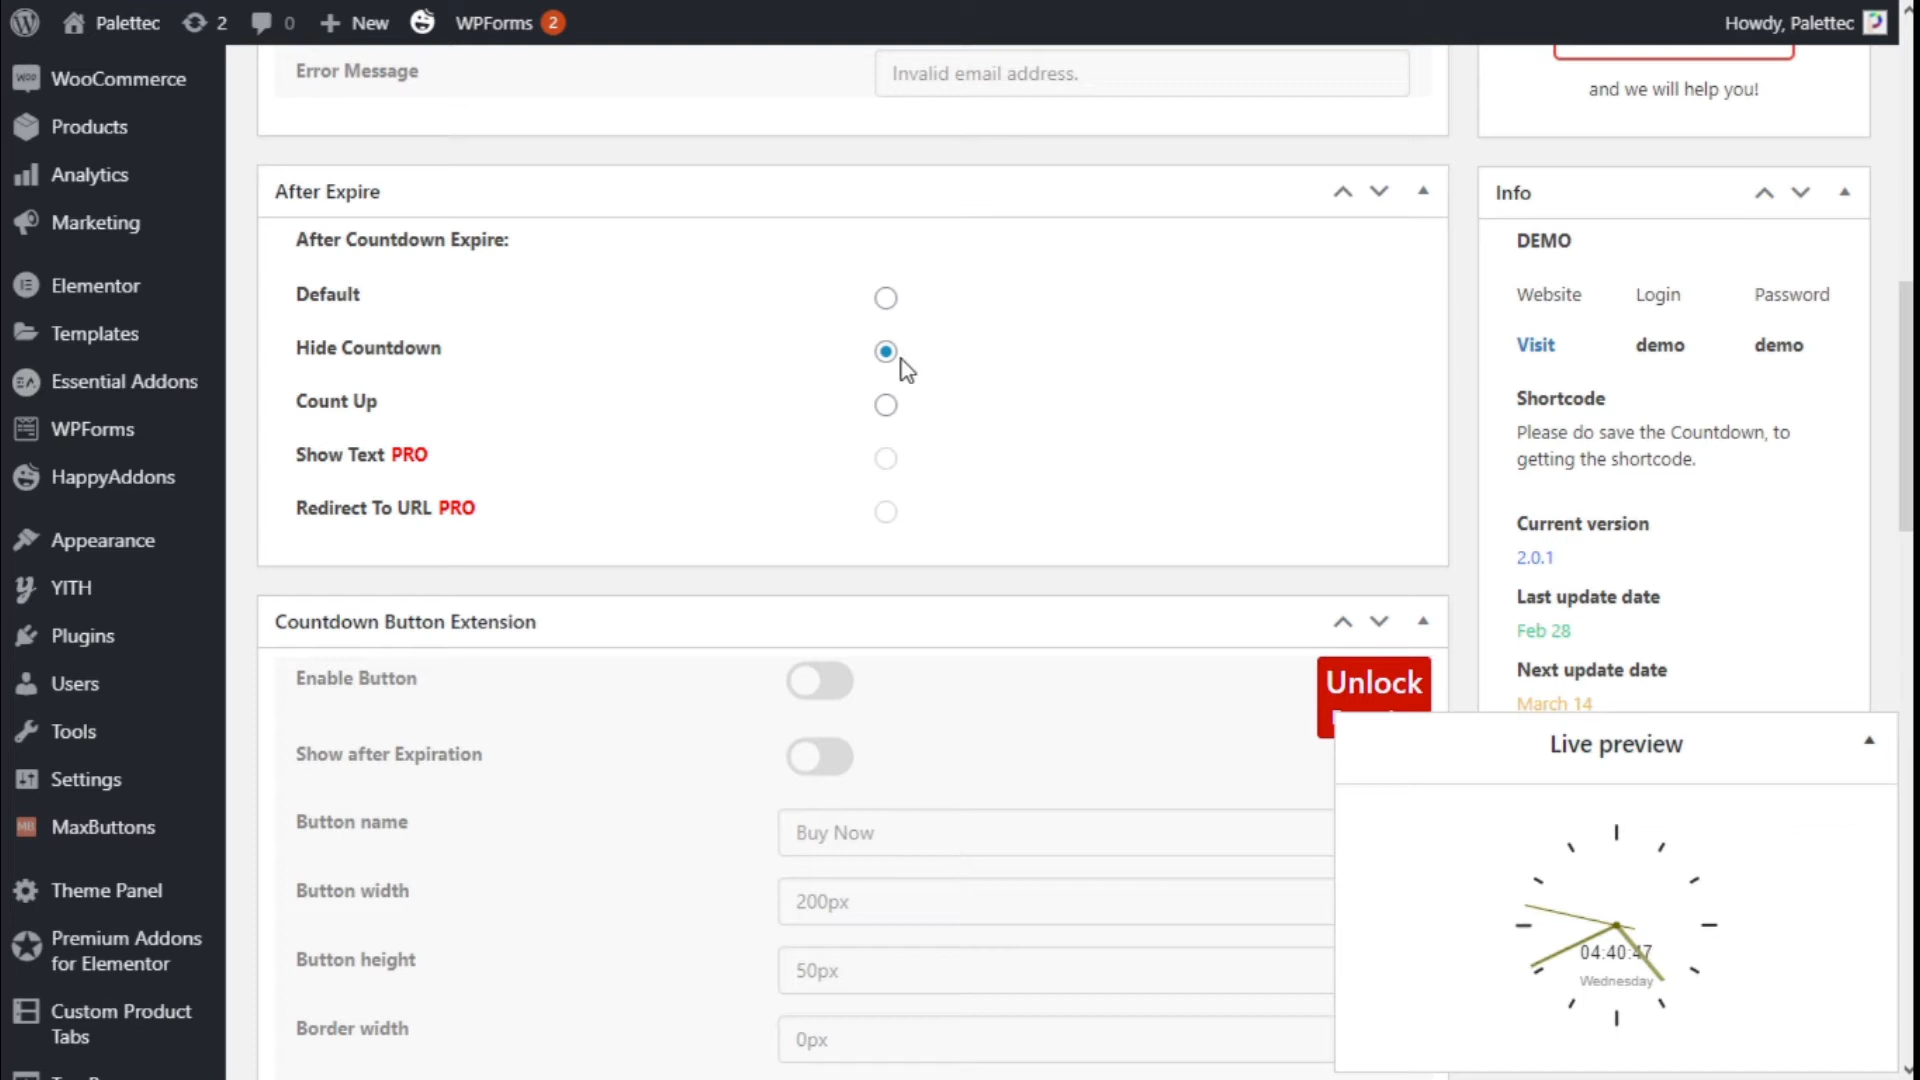 Palettec
2
0
New
WPForms
2
Howdy, Palettec
WOO
WooCommerce
Products
Analytics
Marketing
Elementor
Templates
Essential Addons
WPForms
HappyAddons
Appearance
YITH
Plugins
Users
Tools
Settings
MB
MaxButtons
Theme Panel
Premium Addons
for Elementor
Custom Product
Tabs
Error Message
Invalid email address.
After Expire
After Countdown Expire:
Default
Hide Countdown
Count Up
Show Text PRO
Redirect To URL PRO
Countdown Button Extension
Enable Button
Unlock
Show after Expiration
Button name
Buy Now
Button width
200px
Button height
50px
Border width
0px
and we will help you!
Info
DEMO
Website Login Password
Visit demo demo
Shortcode
Please do save the Countdown, to
getting the shortcode.
Current version
2.0.1
Last update date
Feb 28
Next update date
March 14
Live preview
04:40:47
Wednesday